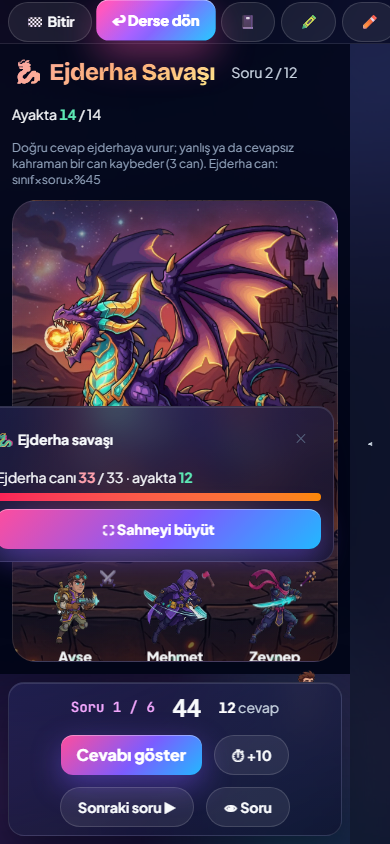 Bitir
Derse dön
Ejderha Savaşı
Soru 2 / 12
Ayakta 14 / 14
Doğru cevap ejderhaya vurur; yanlış ya da cevapsız
kahraman bir can kaybeder (3 can). Ejderha can:
sınıf×soru×%45
Ejderha savaşı
Ejderha canı 33 / 33 · ayakta 12
Sahneyi büyüt
Ayşe
Mehmet
Zeynep
Soru 1 / 6
44
12 cevap
Cevabı göster
+10
Sonraki soru
Soru